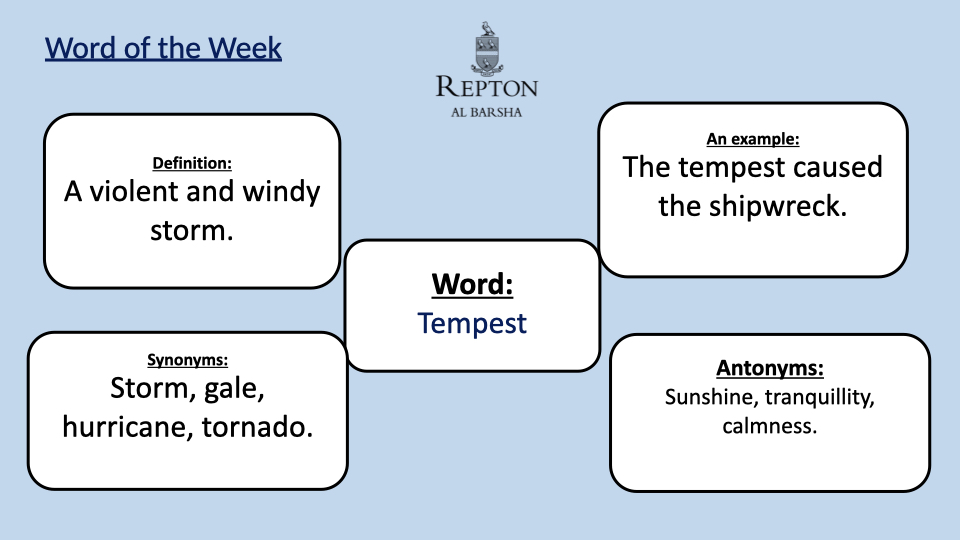 Word of the Week
REPTON
AL BARSHA
Definition:
A violent and windy
storm.
An example:
The tempest caused
the shipwreck.
Word:
Tempest
Synonyms:
Storm, gale,
hurricane, tornado.
Antonyms:
Sunshine, tranquillity,
calmness.